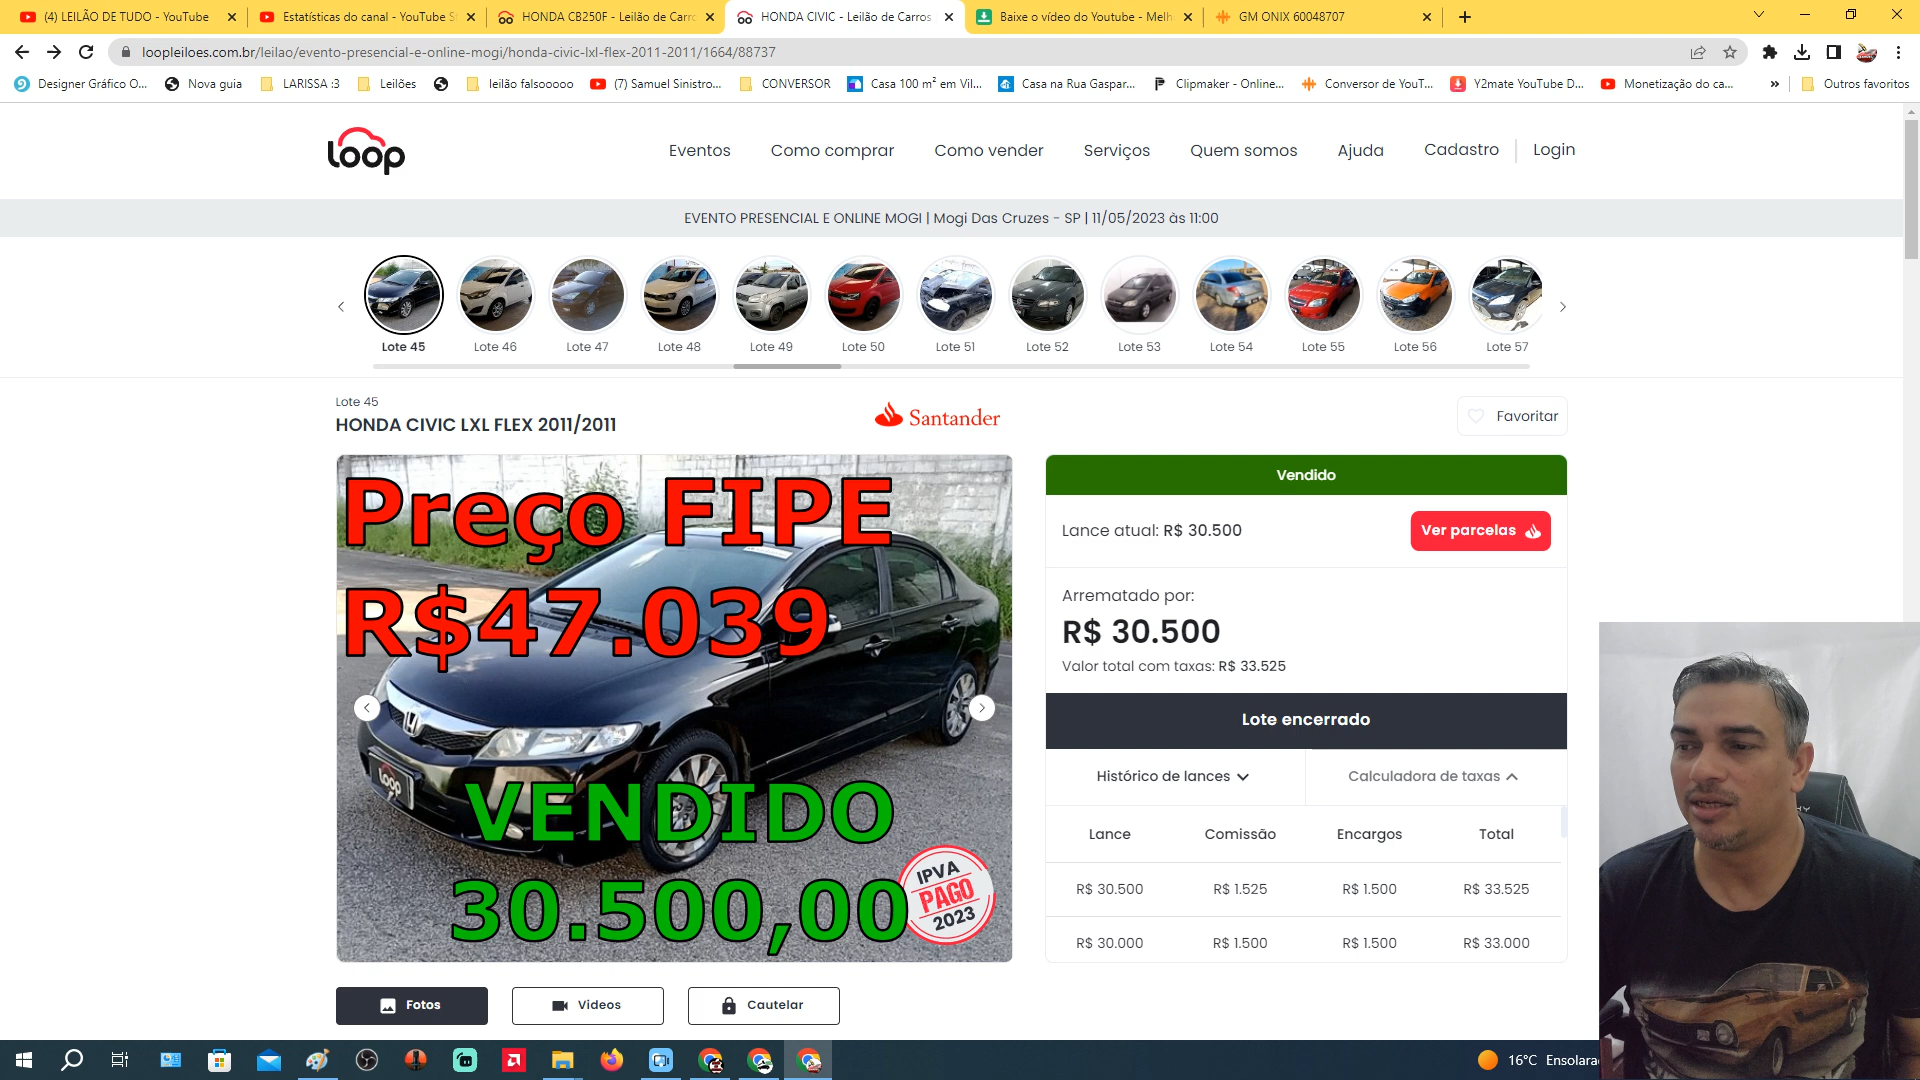 (4) LEILÃO DE TUDO - YouTube
Estatísticas do canal - YouTube S
HONDA CB250F - Leilão de Carro
HONDA CIVIC - Leilão de Carros
Baixe o vídeo do Youtube - Melh
GM ONIX 60048707
loopleiloes.com.br/leilao/evento-presencial-e-online-mogi/honda-civic-lxl-flex-2011-2011/1664/88737
Designer Gráfico O...
Nova guia
LARISSA :3
Leilões
leilão falsooooo
(7) Samuel Sinistro...
CONVERSOR
Casa 100 m² em Vil...
Casa na Rua Gaspar...
Clipmaker - Online...
Conversor de YouT...
Y2mate YouTube D...
Monetização do ca...
»
Outros favoritos
loop
Eventos
Como comprar
Como vender
Serviços
Quem somos
Ajuda
Cadastro
Login
EVENTO PRESENCIAL E ONLINE MOGI | Mogi Das Cruzes - SP | 11/05/2023 às 11:00
Lote 45
Lote 46
Lote 47
Lote 48
Lote 49
Lote 50
Lote 51
Lote 52
Lote 53
Lote 54
Lote 55
Lote 56
Lote 57
Lote 45
HONDA CIVIC LXL FLEX 2011/2011
Santander
Favoritar
Preço FIPE
R$47.039
loop
VENDIDO
30.500,00
IPVA
PAGO
2023
Vendido
Lance atual: R$ 30.500
Ver parcelas
Arrematado por:
R$ 30.500
Valor total com taxas: R$ 33.525
Lote encerrado
Histórico de lances
Calculadora de taxas
Lance Comissão Encargos Total
R$ 30.500 R$ 1.525 R$ 1.500 R$ 33.525
R$ 30.000 R$ 1.500 R$ 1.500 R$ 33.000
Fotos
Videos
Cautelar
16°C